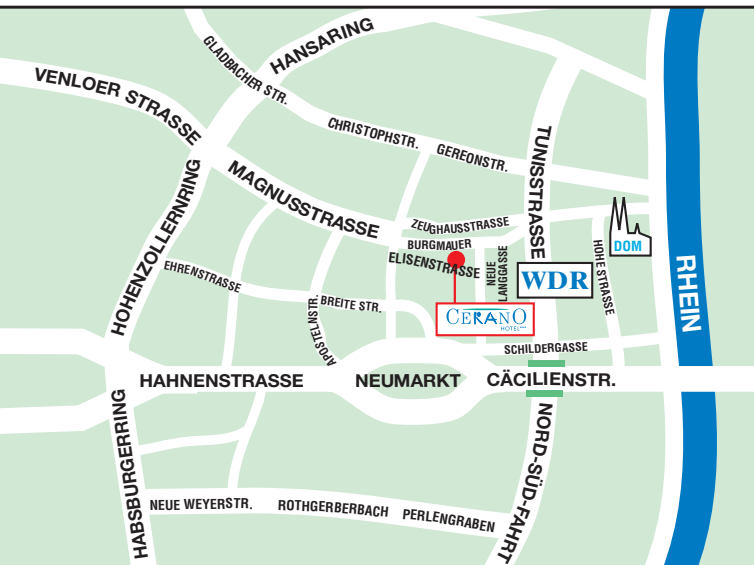 HANSARING
GLADBACHER STR.
VENLOER STRASSE
CHRISTOPHSTR.
GEREONSTR.
TUNISSTRASSE
MAGNUSSTRASSE
HOHENZOLLERNRING
ZEUGHAUSSTRASSE
BURGMAUER
ELISENSTRASSE
NEUE
LANGGASSE
DOM
HOHE STRASSE
RHEIN
WDR
EHRENSTRASSE
BREITE STR.
APOSTELNSTR.
CERANO
HOTEL***
SCHILDERGASSE
HAHNENSTRASSE
NEUMARKT
CÄCILIENSTR.
HABSBURGERRING
NORD-SÜD-FAHRT
NEUE WEYERSTR.
ROTHGERBERBACH
PERLENGRABEN